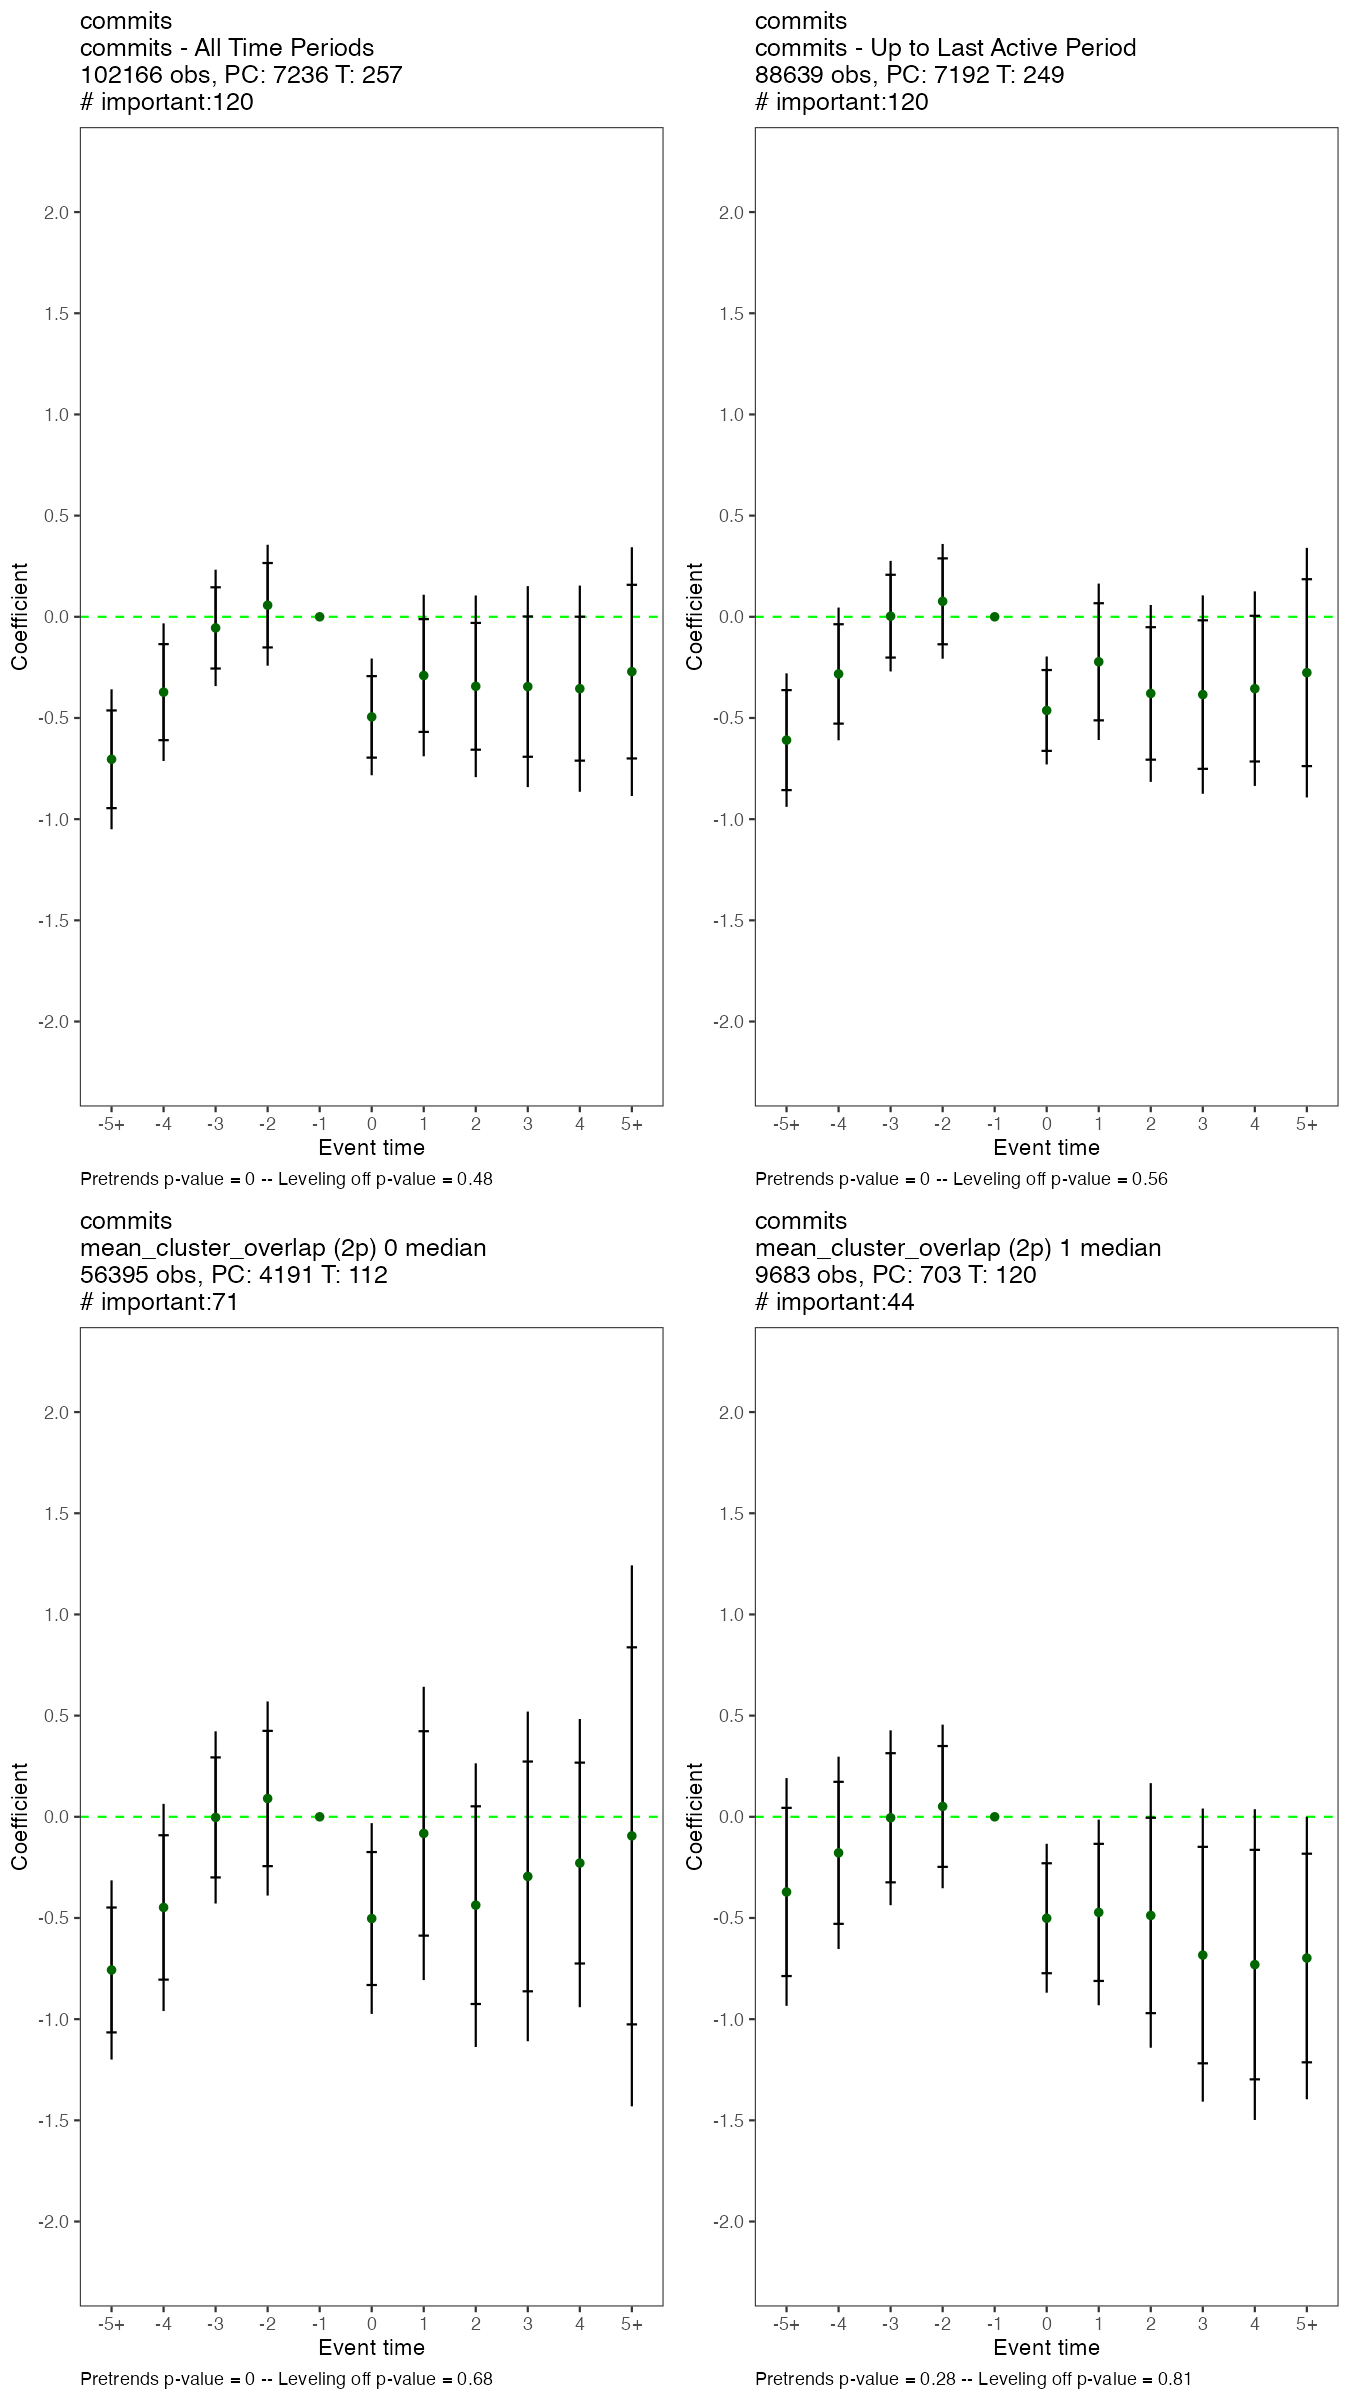 commits
commits - All Time Periods
102166 obs, PC: 7236 T: 257
# important:120
2.0
1.5
1.0
0.5
0.0
-0.5
-1.0
-1.5
-2.0
Coefficient
-5+ -4 -3 -2 -1 0 1 2 3 4 5+
Event time
Pretrends p-value = 0 -- Leveling off p-value = 0.48
commits
commits - Up to Last Active Period
88639 obs, PC: 7192 T: 249
# important:120
2.0
1.5
1.0
0.5
0.0
-0.5
-1.0
-1.5
-2.0
Coefficient
-5+ -4 -3 -2 -1 0 1 2 3 4 5+
Event time
Pretrends p-value = 0 -- Leveling off p-value = 0.56
commits
mean_cluster_overlap (2p) 0 median
56395 obs, PC: 4191 T: 112
# important:71
2.0
1.5
1.0
0.5
0.0
-0.5
-1.0
-1.5
-2.0
Coefficient
-5+ -4 -3 -2 -1 0 1 2 3 4 5+
Event time
Pretrends p-value = 0 -- Leveling off p-value = 0.68
commits
mean_cluster_overlap (2p) 1 median
9683 obs, PC: 703 T: 120
# important:44
2.0
1.5
1.0
0.5
0.0
-0.5
-1.0
-1.5
-2.0
Coefficient
-5+ -4 -3 -2 -1 0 1 2 3 4 5+
Event time
Pretrends p-value = 0.28 -- Leveling off p-value = 0.81